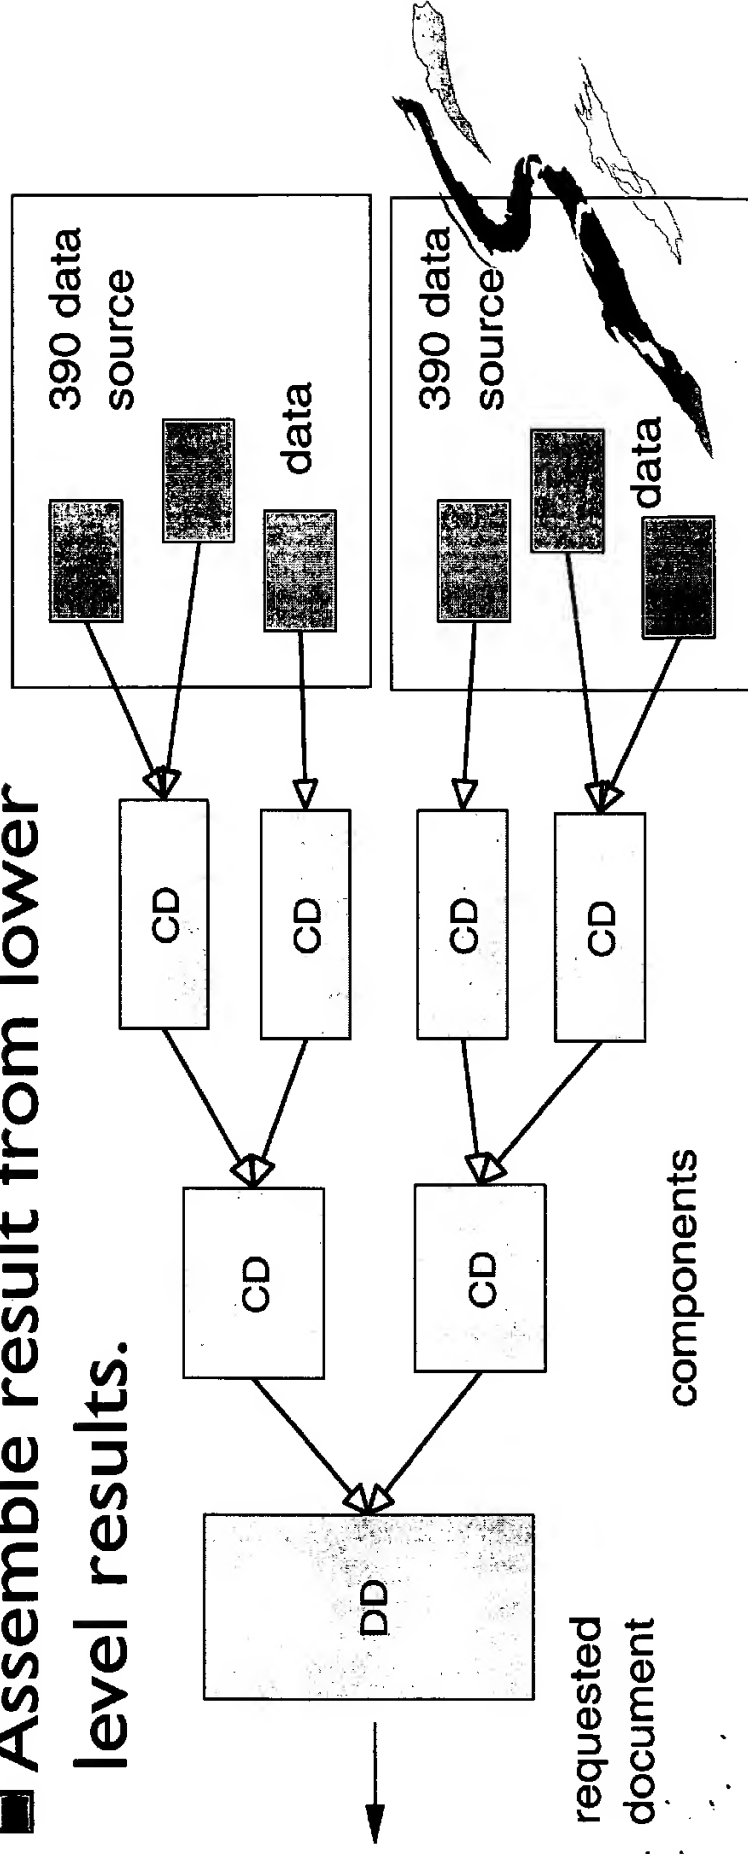 ■ Assemble result from lower
level results.
390 data
source
data
390 data
source
data
CD
CD
CD
CD
CD
CD
DD
components
requested
document